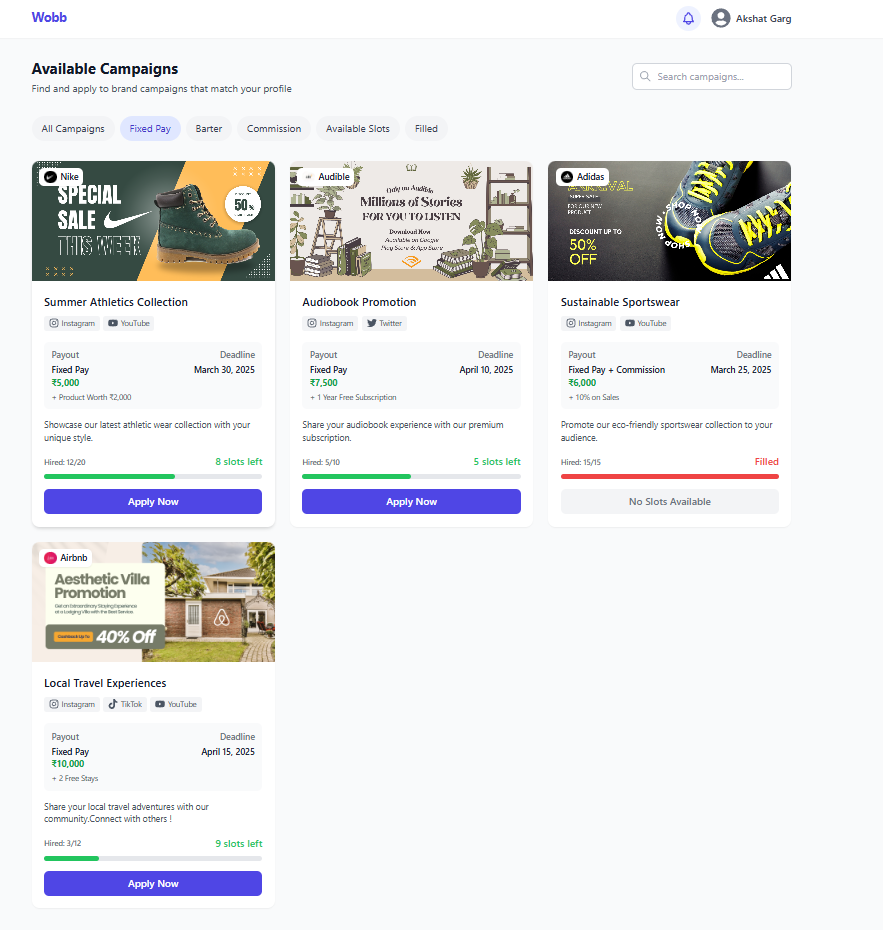 Wobb
Akshat Garg
Available Campaigns
Find and apply to brand campaigns that match your profile
Search campaigns...
All Campaigns
Fixed Pay
Barter
Commission
Available Slots
Filled
Nike
SPECIAL
SALE
THIS WEEK
50%
Summer Athletics Collection
Instagram
YouTube
Payout
Deadline
Fixed Pay
March 30, 2025
₹5,000
+ Product Worth ₹2,000
Showcase our latest athletic wear collection with your
unique style.
Hired: 12/20
8 slots left
Apply Now
Audible
Only on Audible
Millions of Stories
FOR YOU TO LISTEN
Download Now
Available on Google
Play Store & App Store
Audiobook Promotion
Instagram
Twitter
Payout
Deadline
Fixed Pay
April 10, 2025
₹7,500
+ 1 Year Free Subscription
Share your audiobook experience with our premium
subscription.
Hired: 5/10
5 slots left
Apply Now
Adidas
ARRIVAL
SUPER SALE
FOR OUR NEW
PRODUCT
DISCOUNT UP TO
50%
OFF
SHOP NOW
Sustainable Sportswear
Instagram
YouTube
Payout
Deadline
Fixed Pay + Commission
March 25, 2025
₹6,000
+ 10% on Sales
Promote our eco-friendly sportswear collection to your
audience.
Hired: 15/15
Filled
No Slots Available
Airbnb
Aesthetic Villa
Promotion
Get an Extraordinary Staying Experience
at a Lodging Villa with the Best Service.
Cashback Up To
40% Off
Local Travel Experiences
Instagram
TikTok
YouTube
Payout
Deadline
Fixed Pay
April 15, 2025
₹10,000
+ 2 Free Stays
Share your local travel adventures with our
community.Connect with others !
Hired: 3/12
9 slots left
Apply Now